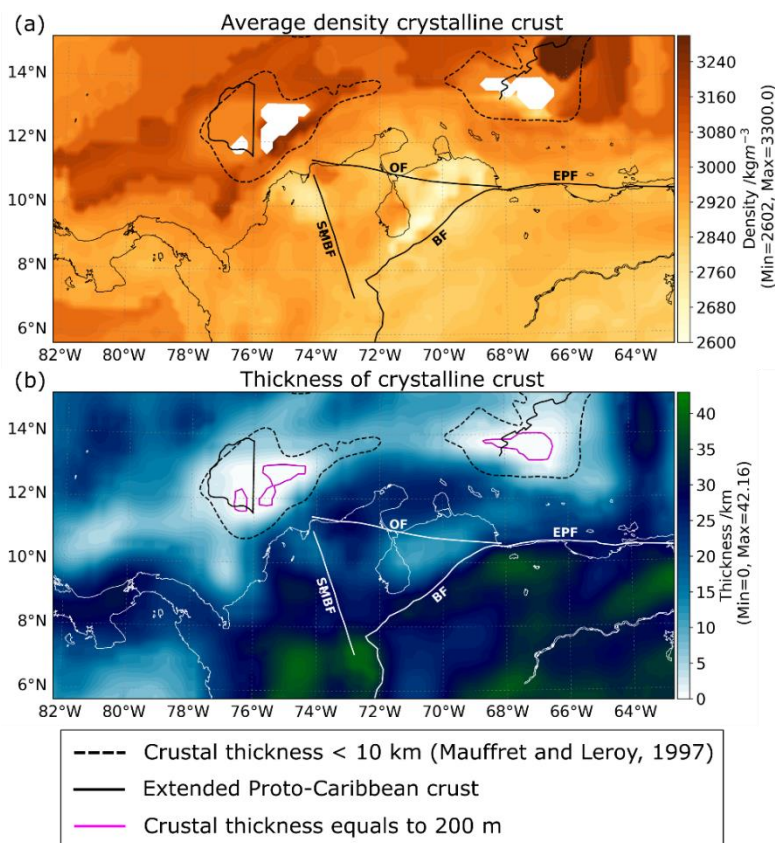 (a) Average density crystalline crust
14°N
12°N
10°N
8°N
6°N
OF
EPF
SMBF
BF
82°W 80°W 78°W 76°W 74°W 72°W 70°W 68°W 66°W 64°W
3240
3160
3080
3000
2920
2840
2760
2680
2600
Density /kgm⁻³
(Min=2602, Max=3300.0)
(b) Thickness of crystalline crust
14°N
12°N
10°N
8°N
6°N
OF
EPF
SMBF
BF
82°W 80°W 78°W 76°W 74°W 72°W 70°W 68°W 66°W 64°W
40
35
30
25
20
15
10
5
0
Thickness /km
(Min=0, Max=42.16)
Crustal thickness < 10 km (Mauffret and Leroy, 1997)
Extended Proto-Caribbean crust
Crustal thickness equals to 200 m